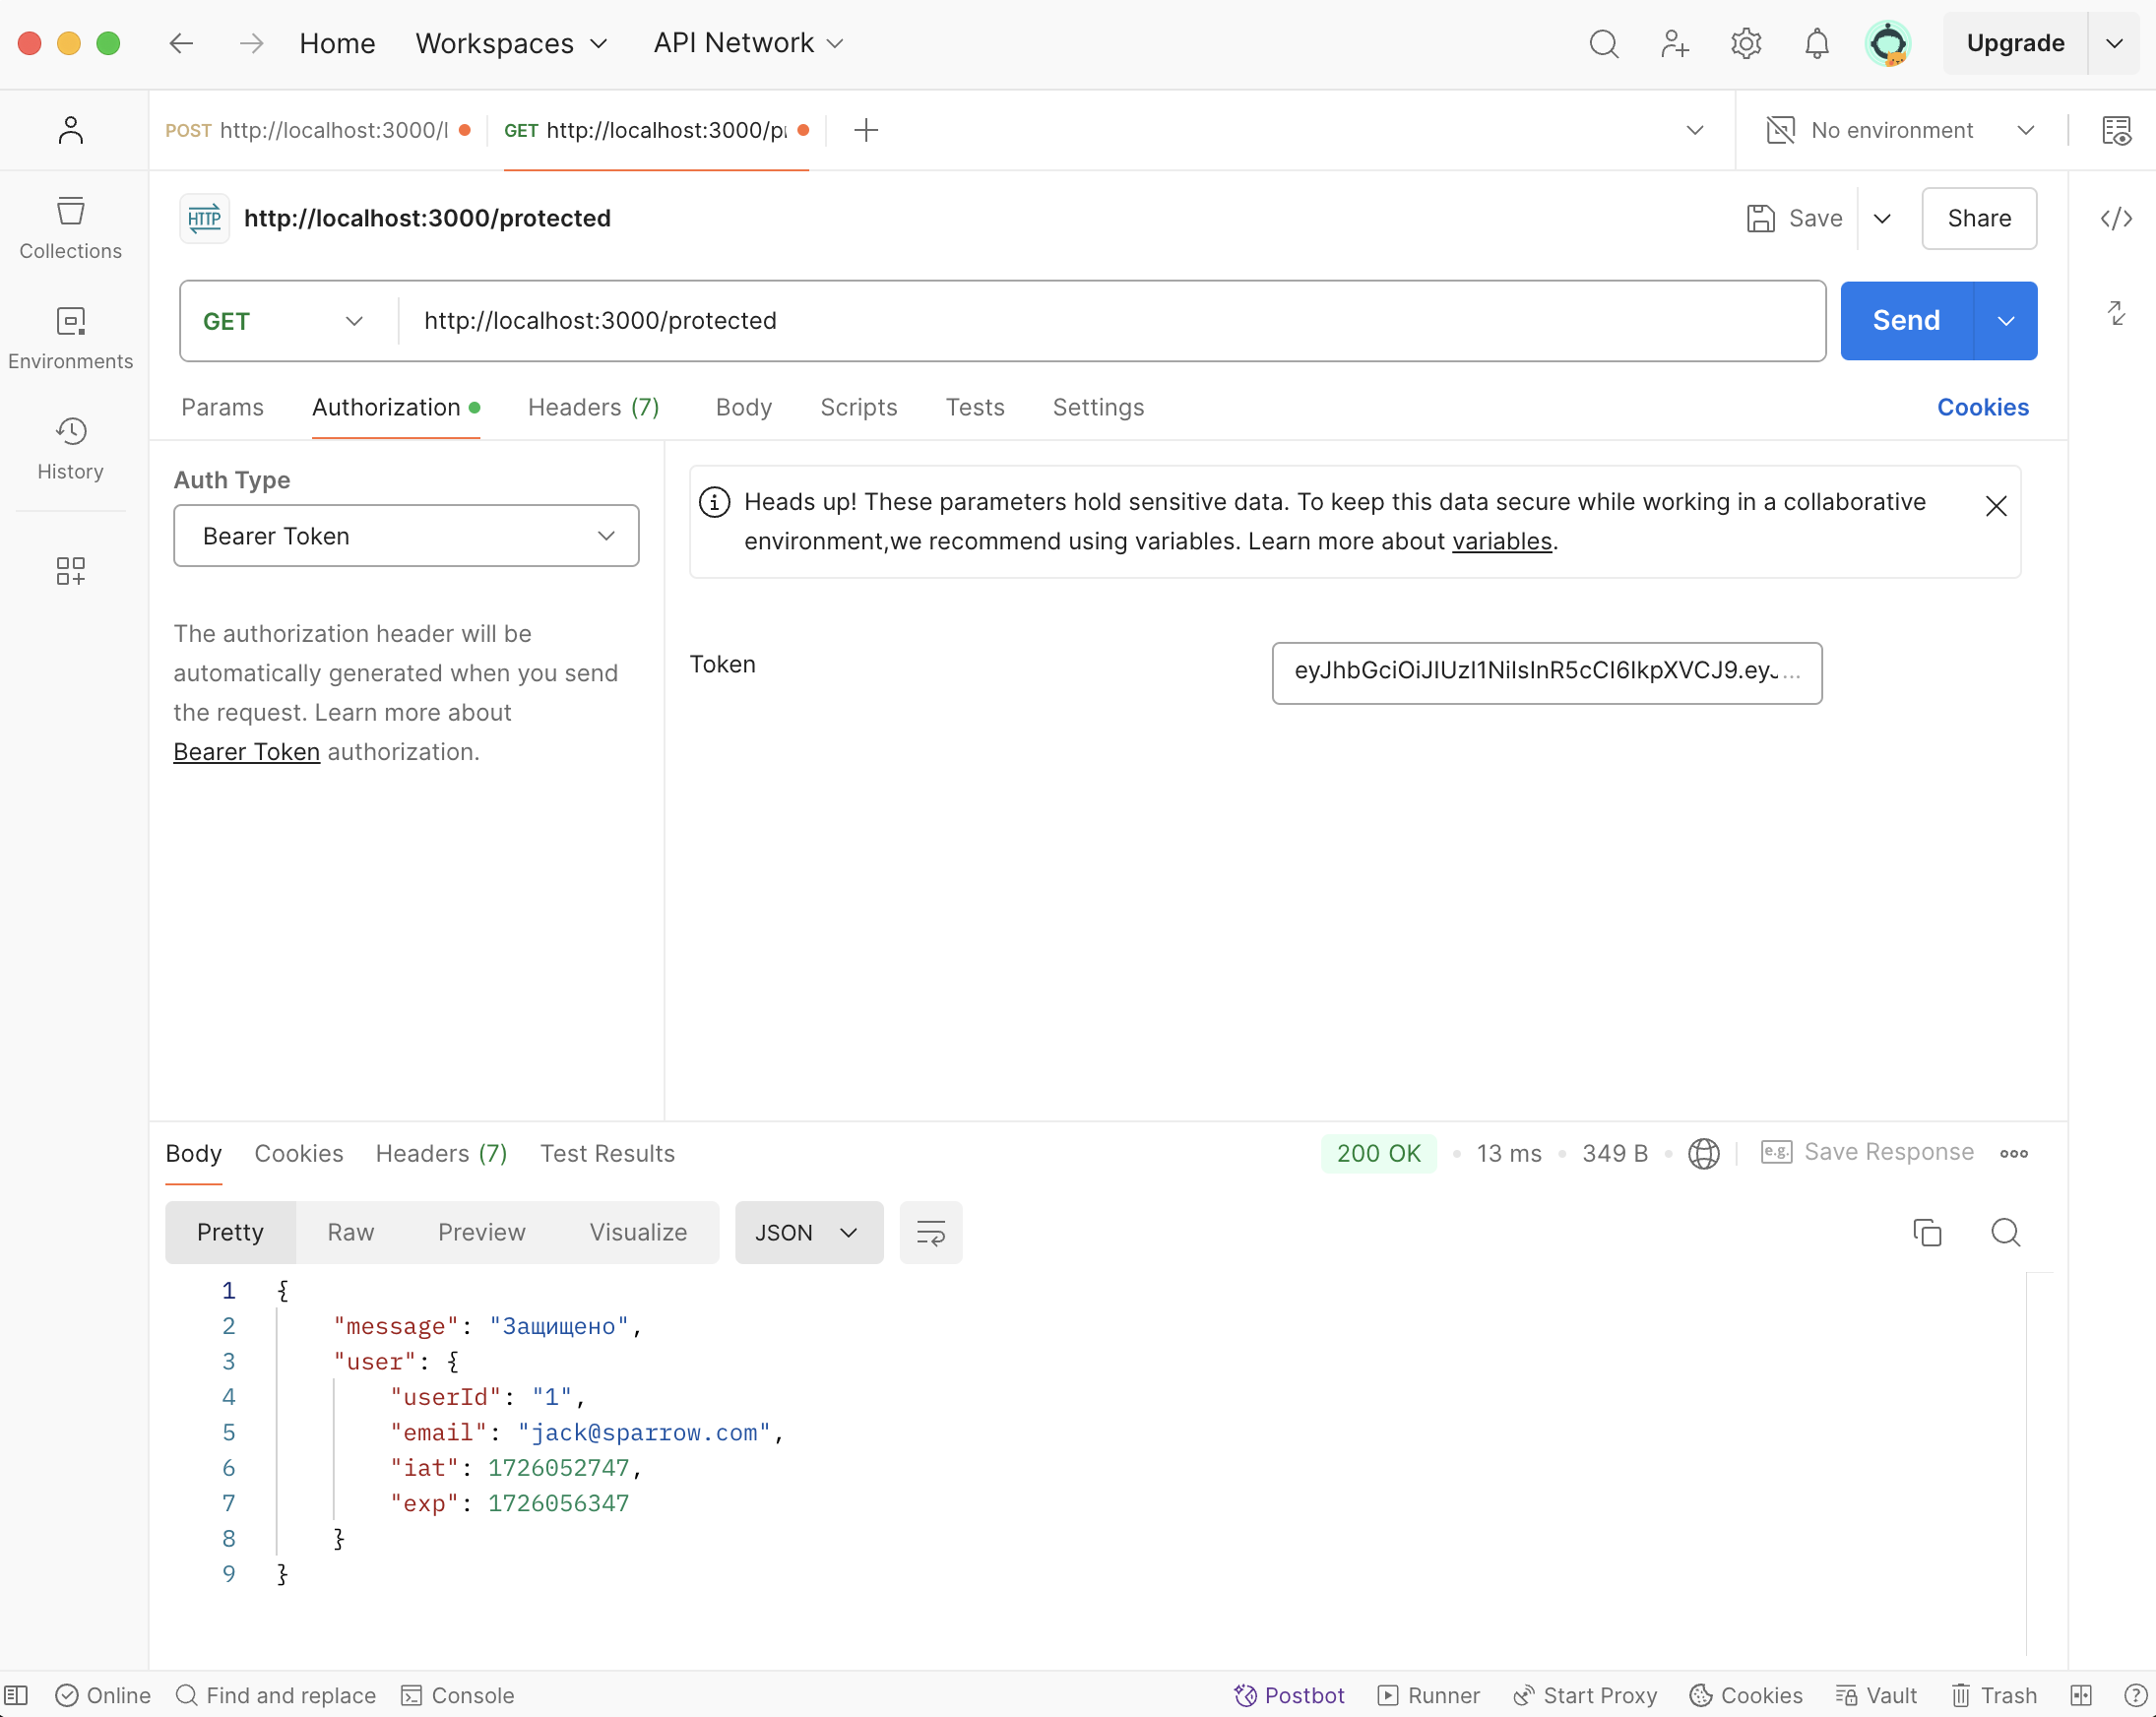 Home Workspaces API Network Upgrade
POST http://localhost:3000/l GET http://localhost:3000/p No environment
HTTP http://localhost:3000/protected Save Share
Collections
Environments
History
GET http://localhost:3000/protected Send
Params Authorization Headers (7) Body Scripts Tests Settings Cookies
Auth Type
Bearer Token
The authorization header will be
automatically generated when you send
the request. Learn more about
Bearer Token authorization.
Heads up! These parameters hold sensitive data. To keep this data secure while working in a collaborative
environment,we recommend using variables. Learn more about variables.
Token eyJhbGciOiJIUzI1NiIsInR5cCI6IkpXVCJ9.eyJ...
Body Cookies Headers (7) Test Results 200 OK • 13 ms • 349 B • e.g. Save Response
Pretty Raw Preview Visualize JSON
1 {
2 "message": "Защищено",
3 "user": {
4 "userId": "1",
5 "email": "jack@sparrow.com",
6 "iat": 1726052747,
7 "exp": 1726056347
8 }
9 }
Online Find and replace Console Postbot Runner Start Proxy Cookies Vault Trash